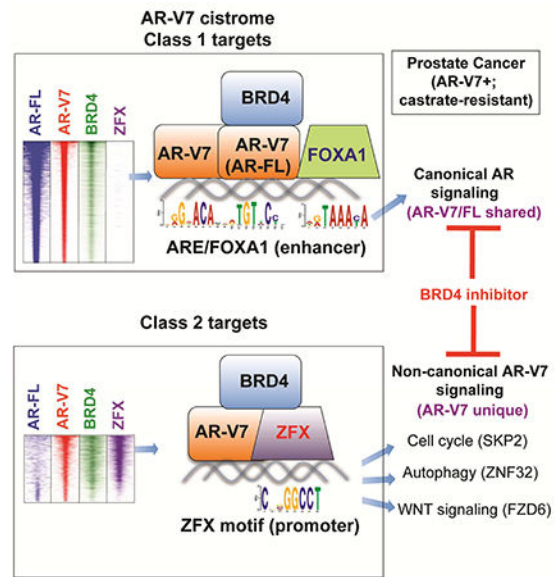 AR-V7 cistrome
Class 1 targets
AR-FL
AR-V7
BRD4
ZFX
BRD4
AR-V7
AR-V7
(AR-FL)
FOXA1
ARE/FOXA1 (enhancer)
Prostate Cancer
(AR-V7+;
castrate-resistant)
Canonical AR
signaling
(AR-V7/FL shared)
BRD4 inhibitor
Class 2 targets
AR-FL
AR-V7
BRD4
ZFX
BRD4
AR-V7
ZFX
ZFX motif (promoter)
Non-canonical AR-V7
signaling
(AR-V7 unique)
Cell cycle (SKP2)
Autophagy (ZNF32)
WNT signaling (FZD6)